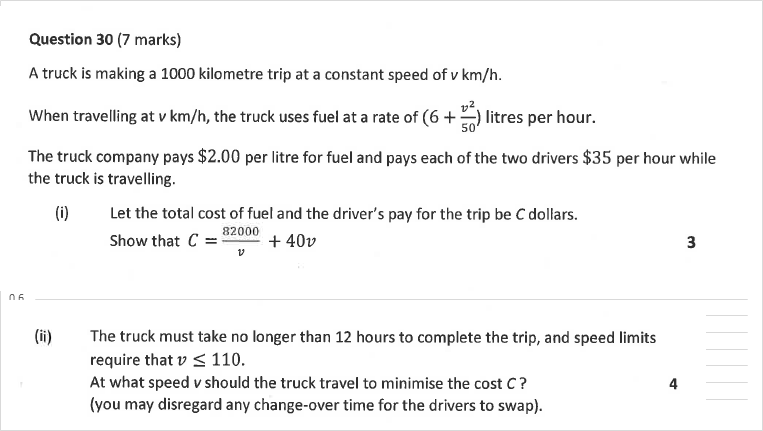 Question 30 (7 marks)
A truck is making a 1000 kilometre trip at a constant speed of v km/h.
When travelling at v km/h, the truck uses fuel at a rate of (6 + v²/50) litres per hour.
The truck company pays $2.00 per litre for fuel and pays each of the two drivers $35 per hour while
the truck is travelling.
(i) Let the total cost of fuel and the driver's pay for the trip be C dollars.
Show that C = 82000/v + 40v 3
(ii) The truck must take no longer than 12 hours to complete the trip, and speed limits
require that v ≤ 110.
At what speed v should the truck travel to minimise the cost C? 4
(you may disregard any change-over time for the drivers to swap).